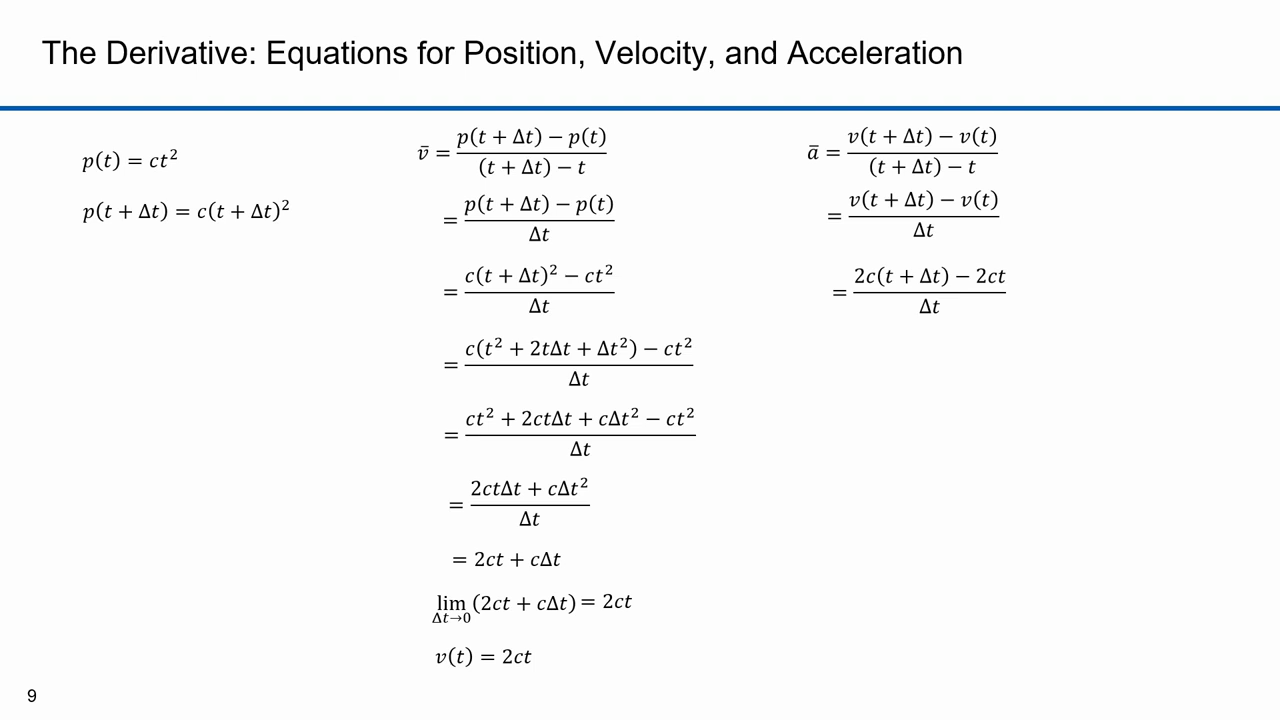 The Derivative: Equations for Position, Velocity, and Acceleration
p(t) = ct²
p(t + Δt) = c(t + Δt)²
v̄ = (p(t + Δt) − p(t)) / ((t + Δt) − t)
= (p(t + Δt) − p(t)) / Δt
= (c(t + Δt)² − ct²) / Δt
= (c(t² + 2tΔt + Δt²) − ct²) / Δt
= (ct² + 2ctΔt + cΔt² − ct²) / Δt
= (2ctΔt + cΔt²) / Δt
= 2ct + cΔt
lim Δt→0 (2ct + cΔt) = 2ct
v(t) = 2ct
ā = (v(t + Δt) − v(t)) / ((t + Δt) − t)
= (v(t + Δt) − v(t)) / Δt
= (2c(t + Δt) − 2ct) / Δt
9